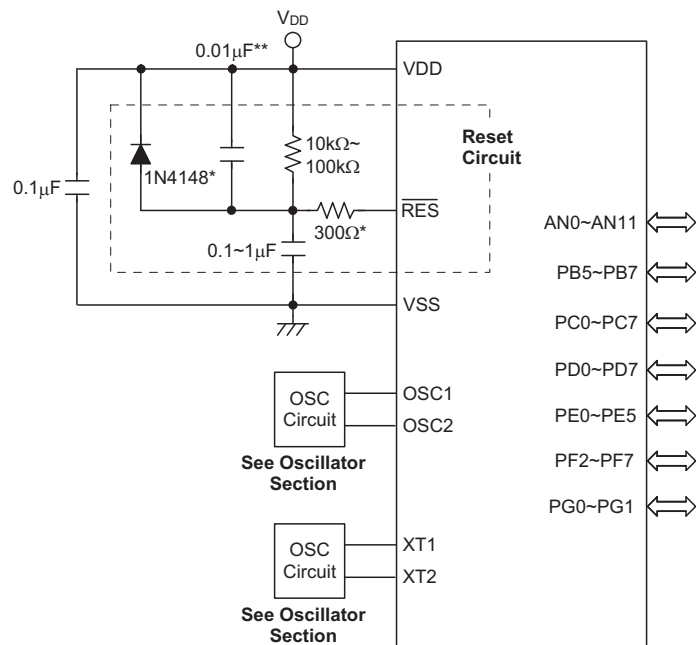 VDD
0.01μF**
VDD
10kΩ~
100kΩ
Reset
Circuit
1N4148*
0.1μF
RES
300Ω*
0.1~1μF
VSS
AN0~AN11
PB5~PB7
PC0~PC7
PD0~PD7
PE0~PE5
PF2~PF7
PG0~PG1
OSC
Circuit
OSC1
OSC2
See Oscillator
Section
OSC
Circuit
XT1
XT2
See Oscillator
Section